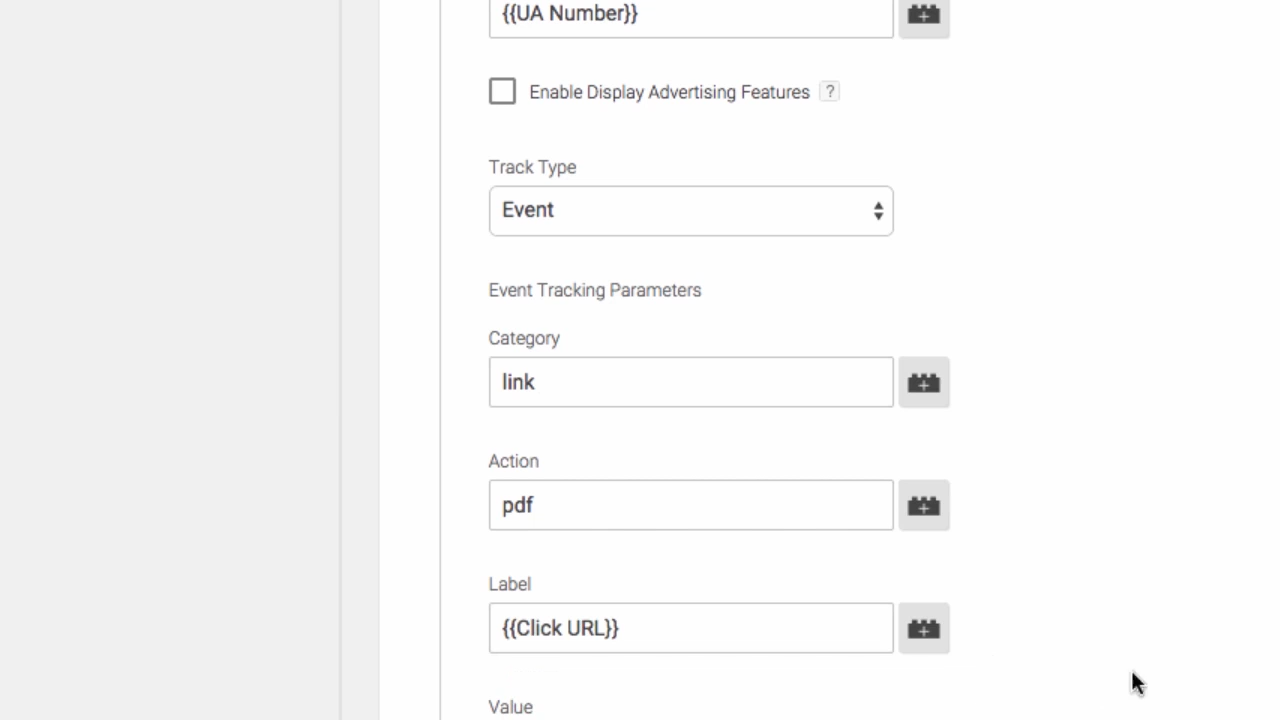 {{UA Number}}
Enable Display Advertising Features ?
Track Type
Event
Event Tracking Parameters
Category
link
Action
pdf
Label
{{Click URL}}
Value